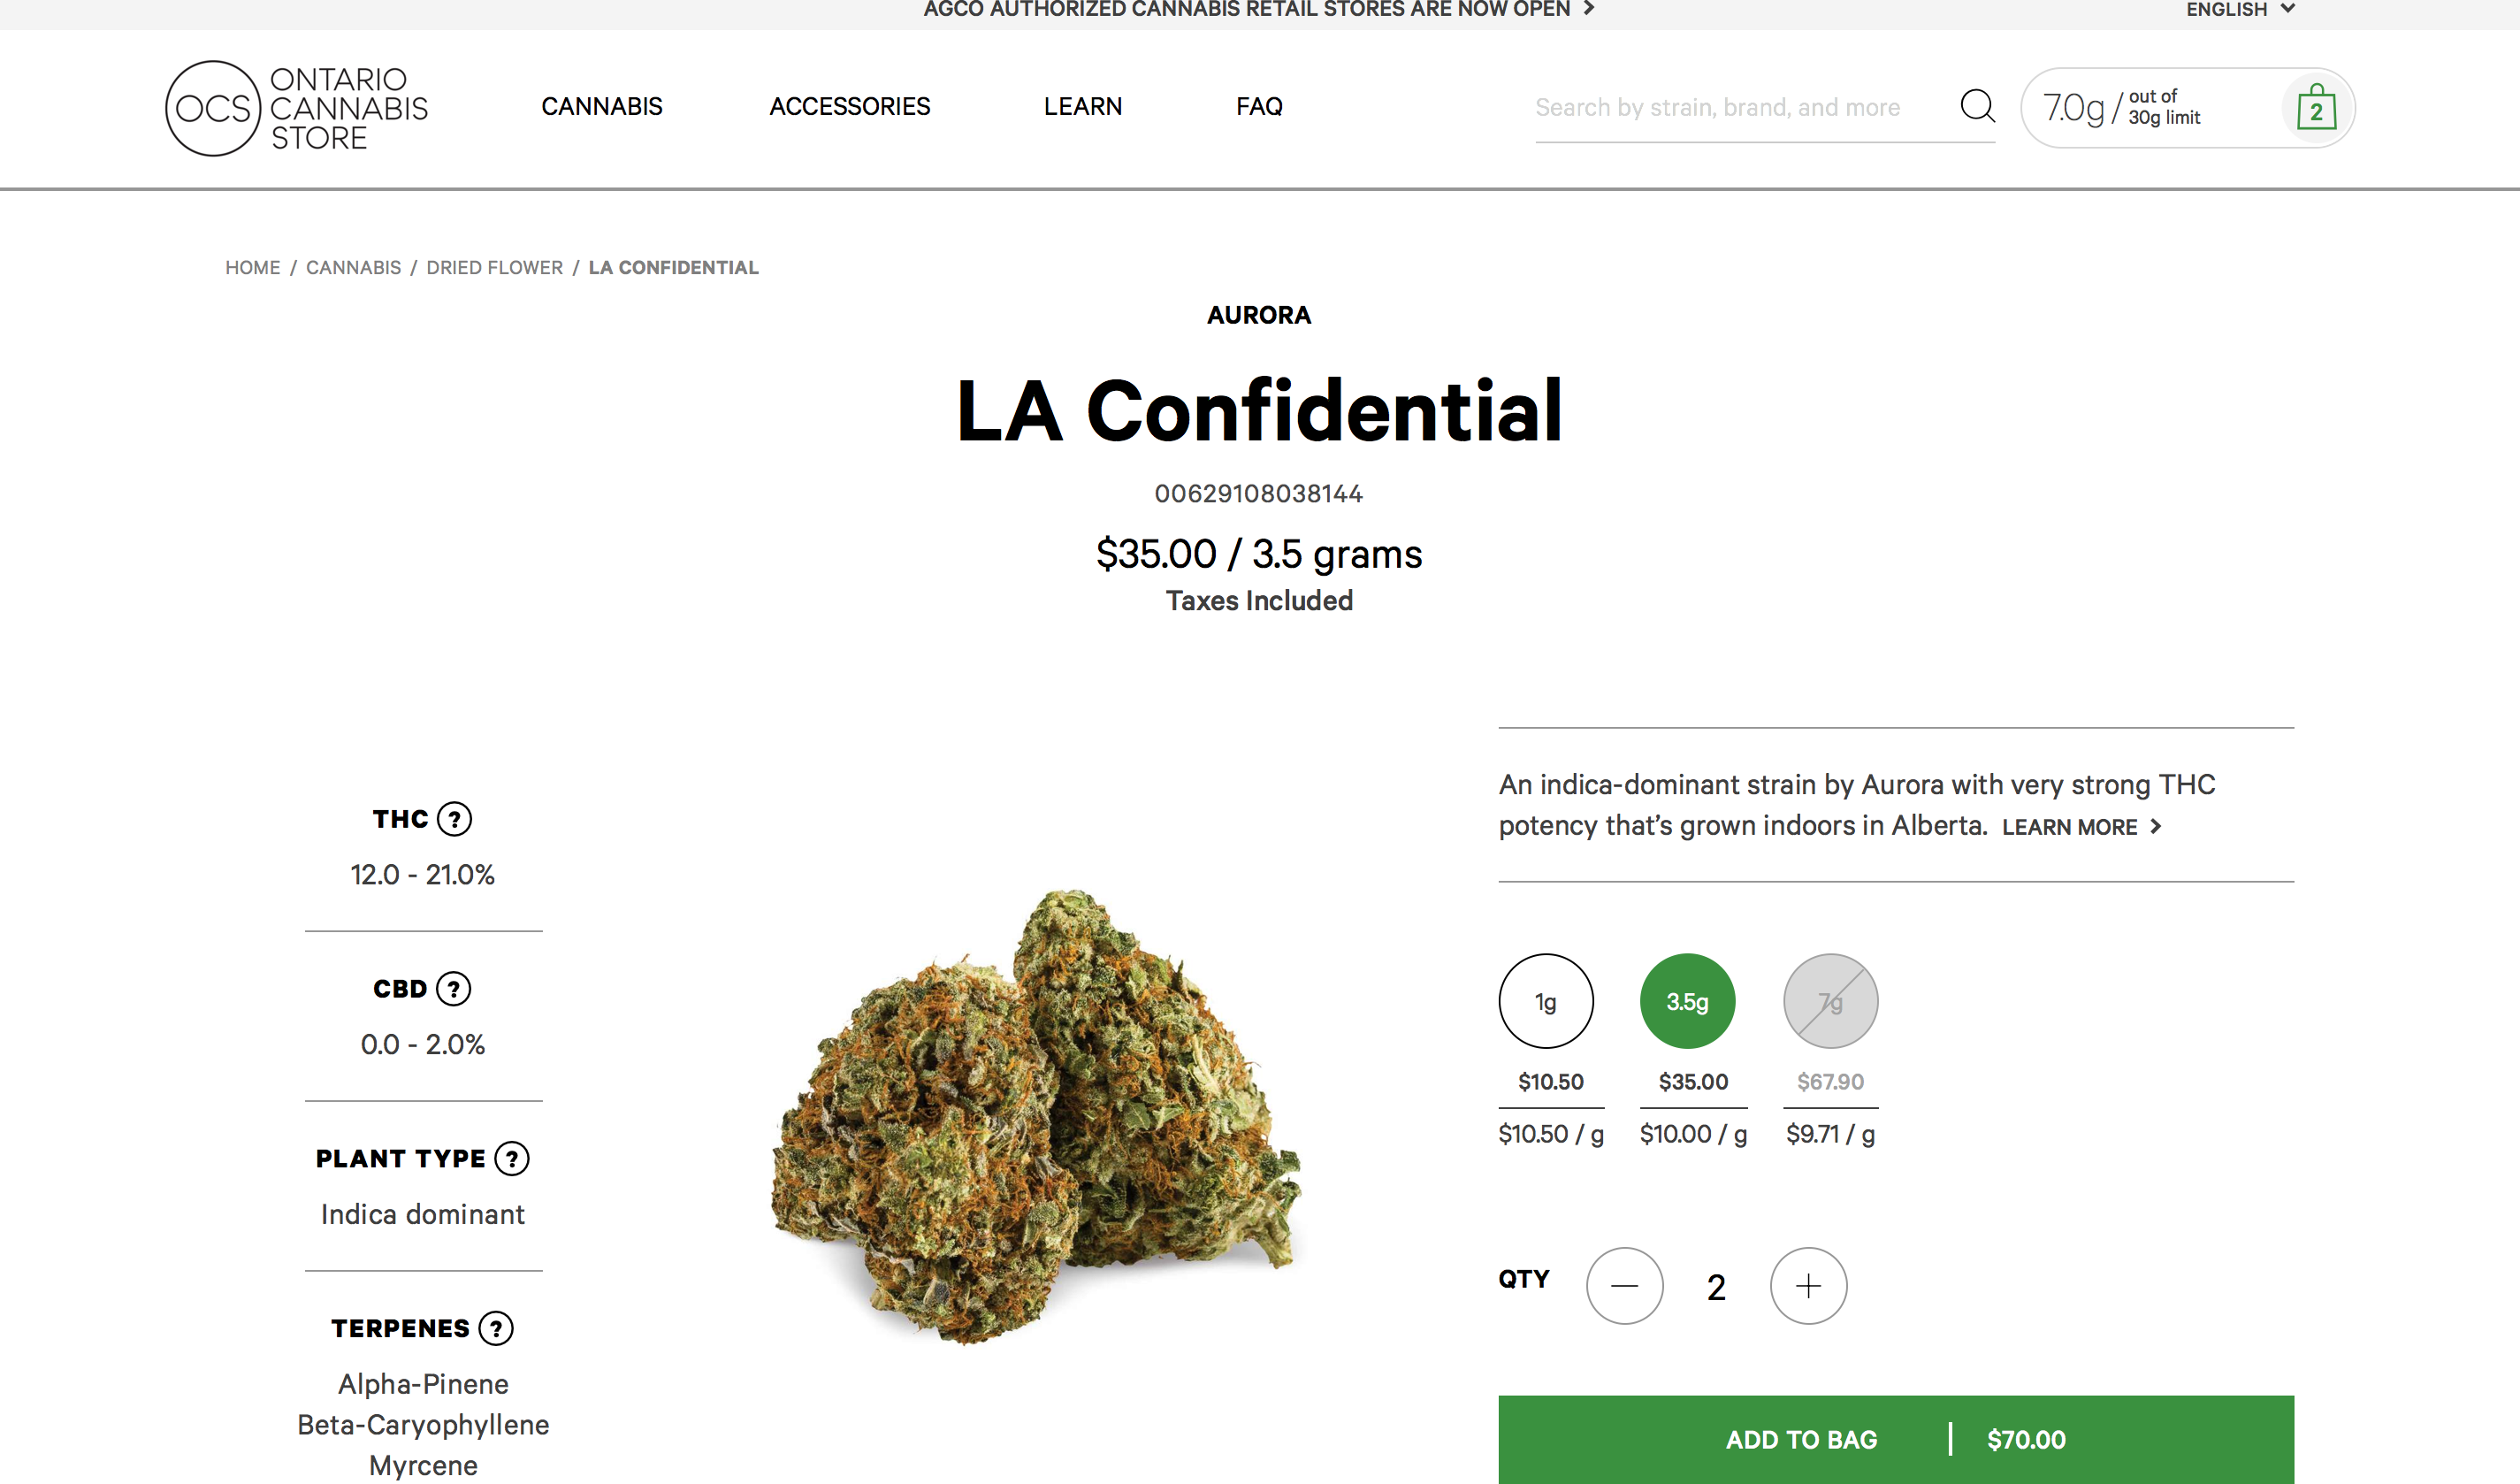 AGCO AUTHORIZED CANNABIS RETAIL STORES ARE NOW OPEN
ENGLISH
OCS
ONTARIO
CANNABIS
STORE
CANNABIS
ACCESSORIES
LEARN
FAQ
Search by strain, brand, and more
7.0g / out of
30g limit
2
HOME / CANNABIS / DRIED FLOWER / LA CONFIDENTIAL
AURORA
LA Confidential
00629108038144
$35.00 / 3.5 grams
Taxes Included
THC ?
12.0 - 21.0%
CBD ?
0.0 - 2.0%
PLANT TYPE ?
Indica dominant
TERPENES ?
Alpha-Pinene
Beta-Caryophyllene
Myrcene
An indica-dominant strain by Aurora with very strong THC
potency that’s grown indoors in Alberta. LEARN MORE
1g 3.5g 7g
$10.50 $35.00 $67.90
$10.50 / g $10.00 / g $9.71 / g
QTY — 2 +
ADD TO BAG | $70.00